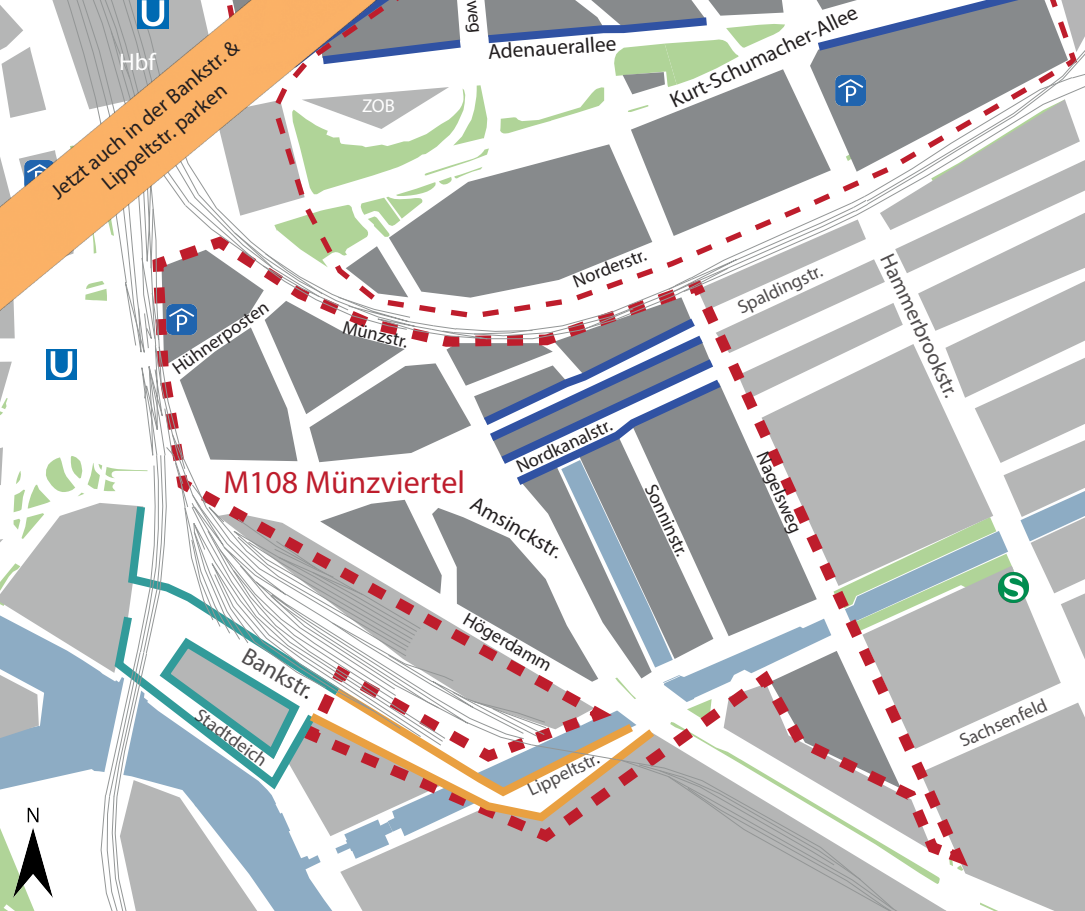 U
Hbf
weg
Adenauerallee
Kurt-Schumacher-Allee
ZOB
P
Jetzt auch in der Bankstr. &
Lippeltstr. parken
P
Norderstr.
Spaldingstr.
Hammerbrookstr.
P
Münzstr.
Hühnerposten
U
Nordkanalstr.
Nagelsweg
M108 Münzviertel
Sonninstr.
Amsinckstr.
S
Högerdamm
Bankstr.
Stadtdeich
Sachsenfeld
Lippeltstr.
N